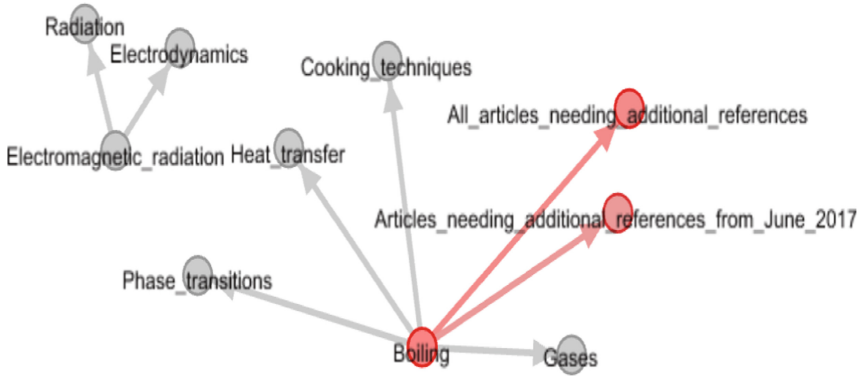 Radiation
Electrodynamics
Cooking_techniques
All_articles_needing_additional_references
Electromagnetic_radiation
Heat_transfer
Articles_needing_additional_references_from_June_2017
Phase_transitions
Boiling
Gases